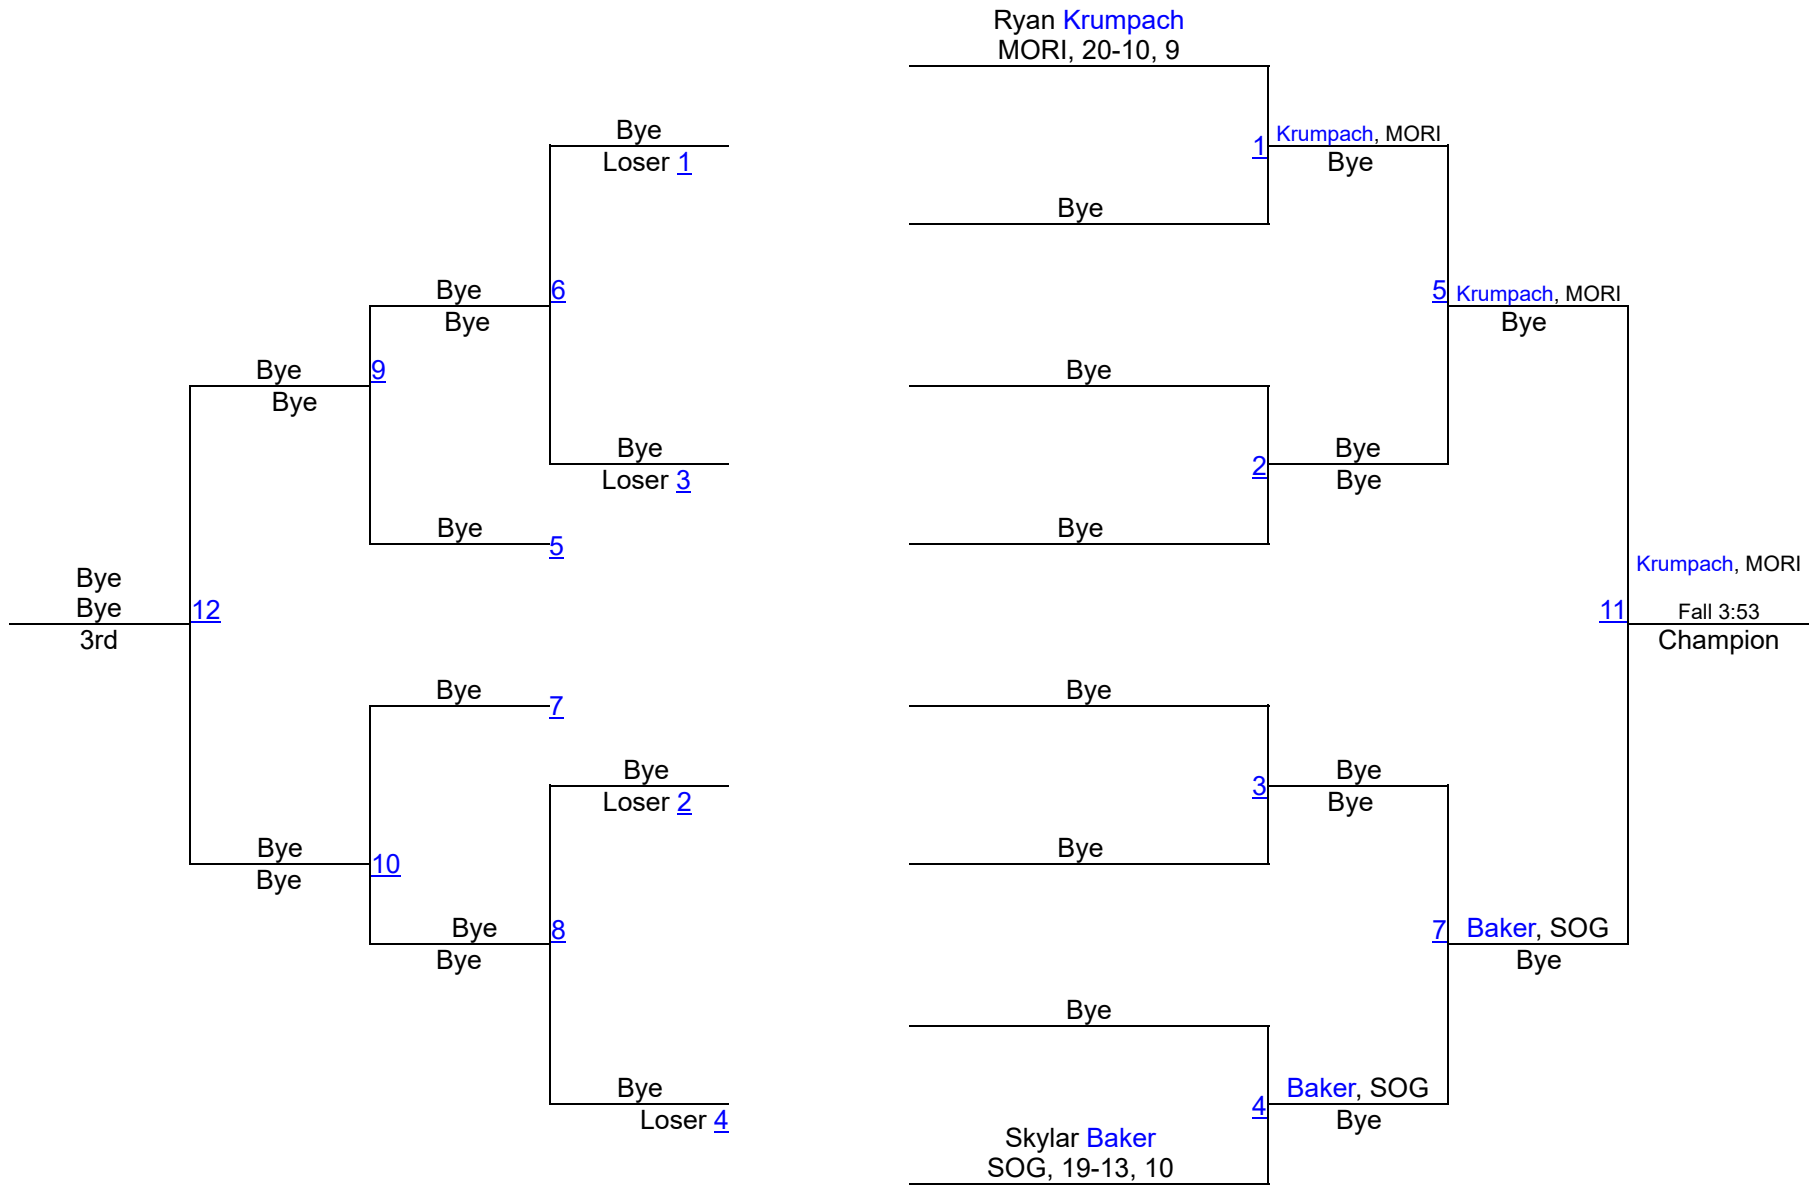 Ryan Krumpach
MORI, 20-10, 9
Bye
Loser 1
1
Krumpach, MORI
Bye
Bye
Bye
6
Bye
5
Krumpach, MORI
Bye
Bye
9
Bye
Bye
Bye
Loser 3
2
Bye
Bye
Bye
5
Bye
Bye
Bye
3rd
12
Krumpach, MORI
11
Fall 3:53
Champion
Bye
7
Bye
Bye
Loser 2
3
Bye
Bye
Bye
Bye
10
Bye
Bye
8
Bye
7
Baker, SOG
Bye
Bye
Bye
Loser 4
4
Baker, SOG
Bye
Skylar Baker
SOG, 19-13, 10